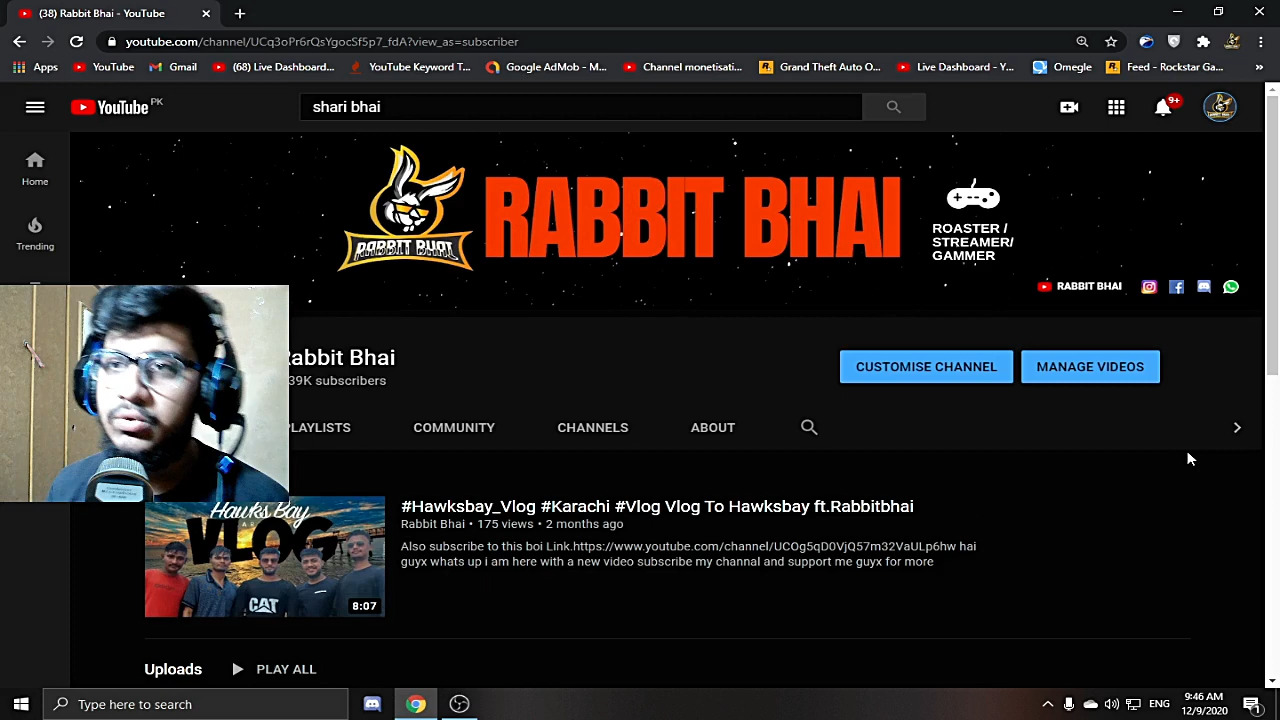 (38) Rabbit Bhai - YouTube
youtube.com/channel/UCq3oPr6rQsYgocSf5p7_fdA?view_as=subscriber
Apps YouTube Gmail (68) Live Dashboard... YouTube Keyword T... Google AdMob - M... Channel monetisati... Grand Theft Auto O... Live Dashboard - Y... Omegle Feed - Rockstar Ga... »
YouTube PK
shari bhai
9+
Home
Trending
RABBIT BHAI
RABBIT BHAI
ROASTER /
STREAMER/
GAMMER
RABBIT BHAI
Rabbit Bhai
39K subscribers
CUSTOMISE CHANNEL
MANAGE VIDEOS
PLAYLISTS COMMUNITY CHANNELS ABOUT
Hawks Bay
VLOG
CAT
8:07
#Hawksbay_Vlog #Karachi #Vlog Vlog To Hawksbay ft.Rabbitbhai
Rabbit Bhai • 175 views • 2 months ago
Also subscribe to this boi Link.https://www.youtube.com/channel/UCOg5qD0VjQ57m32VaULp6hw hai
guyx whats up i am here with a new video subscribe my channal and support me guyx for more
Uploads PLAY ALL
Type here to search
ENG
9:46 AM
12/9/2020
1